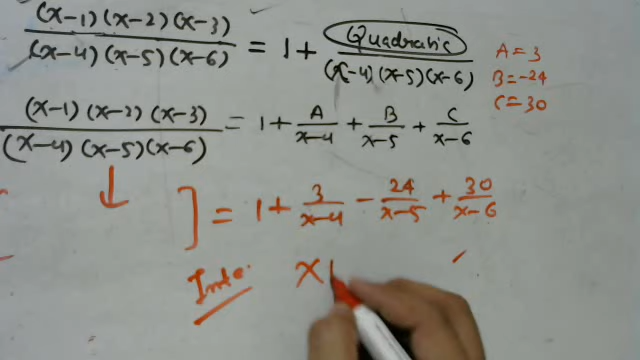 (x-1)(x-2)(x-3) / (x-4)(x-5)(x-6) = 1 + Quadratic / (x-4)(x-5)(x-6)
A = 3
B = -24
C = 30
(x-1)(x-2)(x-3) / (x-4)(x-5)(x-6) = 1 + A/x-4 + B/x-5 + C/x-6
] = 1 + 3/x-4 - 24/x-5 + 30/x-6
Inte. x